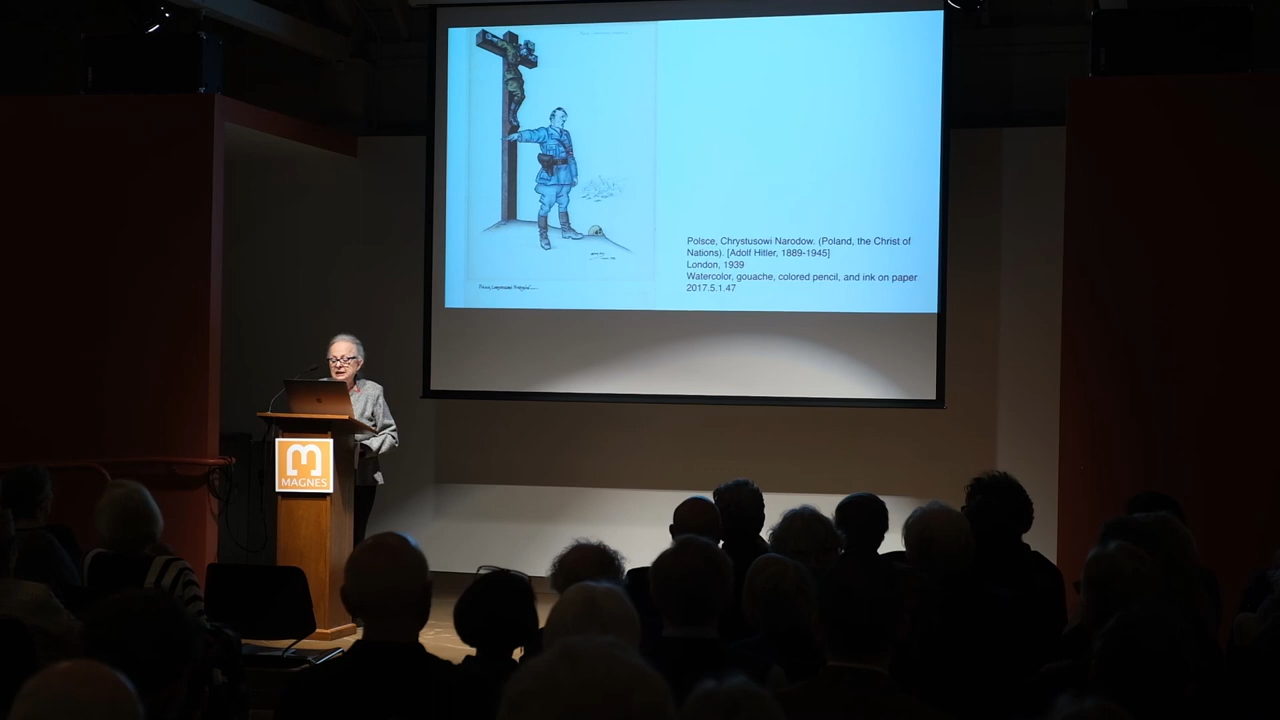 Polsce, Chrystusowi Narodow. (Poland, the Christ of
Nations). [Adolf Hitler, 1889-1945]
London, 1939
Watercolor, gouache, colored pencil, and ink on paper
2017.5.1.47
MAGNES